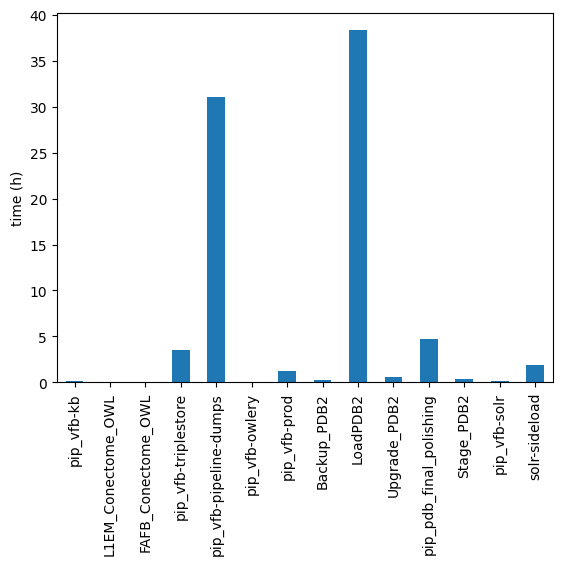 time (h)
40
35
30
25
20
15
10
5
0
pip_vfb-kb
L1EM_Conectome_OWL
FAFB_Conectome_OWL
pip_vfb-triplestore
pip_vfb-pipeline-dumps
pip_vfb-owlery
pip_vfb-prod
Backup_PDB2
LoadPDB2
Upgrade_PDB2
pip_pdb_final_polishing
Stage_PDB2
pip_vfb-solr
solr-sideload